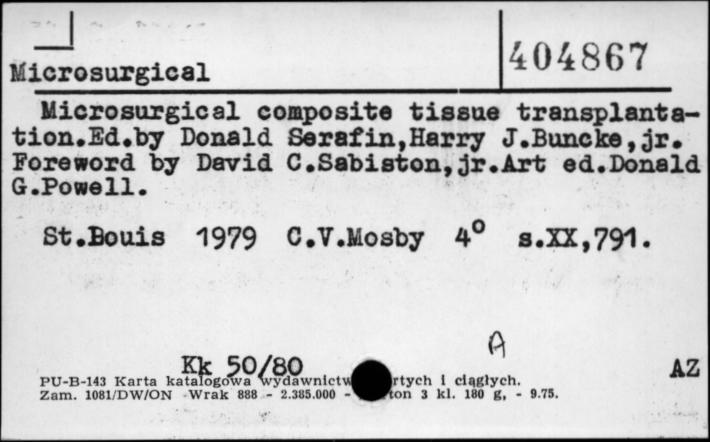 404867
Microsurgical
Microsurgical composite tissue transplanta-
tion.Ed.by Donald Serafin,Harry J.Buncke,jr.
Foreword by David C.Sabiston,jr.Art ed.Donald
G.Powell.
St.Bouis 1979 C.V.Mosby 4° s.XX,791.
A
Kk 50/80 AZ
PU-B-143 Karta katalogowa wydawnictw i ciągłych.
Zam. 1081/DW/ON - Wrak 888 - 2.385.000 - 3 kl. 180 g, - 9.75.